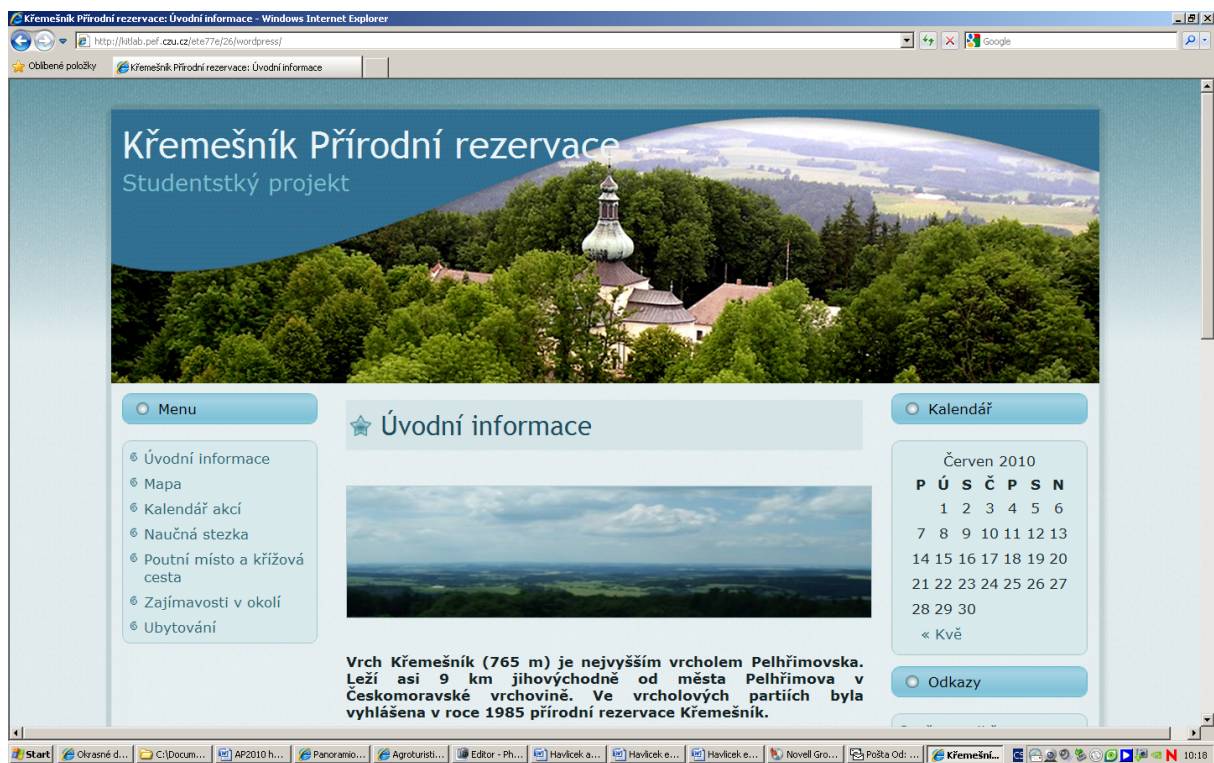 Křemešník Přírodní rezervace: Úvodní informace - Windows Internet Explorer
http://kitlab.pef.czu.cz/ete77e/26/wordpress/
Google
Oblíbené položky
Křemešník Přírodní rezervace: Úvodní informace
Křemešník Přírodní rezervace
Studentstký projekt
Menu
Úvodní informace
Mapa
Kalendář akcí
Naučná stezka
Poutní místo a křížová
cesta
Zajímavosti v okolí
Ubytování
Úvodní informace
Vrch Křemešník (765 m) je nejvyšším vrcholem Pelhřimovska.
Leží asi 9 km jihovýchodně od města Pelhřimova v
Českomoravské vrchovině. Ve vrcholových partiích byla
vyhlášena v roce 1985 přírodní rezervace Křemešník.
Kalendář
Červen 2010
P Ú S Č P S N
1 2 3 4 5 6
7 8 9 10 11 12 13
14 15 16 17 18 19 20
21 22 23 24 25 26 27
28 29 30
« Kvě
Odkazy
Start
Okrasné d...
C:\Docum...
AP2010 h...
Panoramio...
Agroturisti...
Editor - Ph...
Havlicek a...
Havlicek e...
Havlicek e...
Novell Gro...
Pošta Od: ...
Křemešní...
CS
10:18